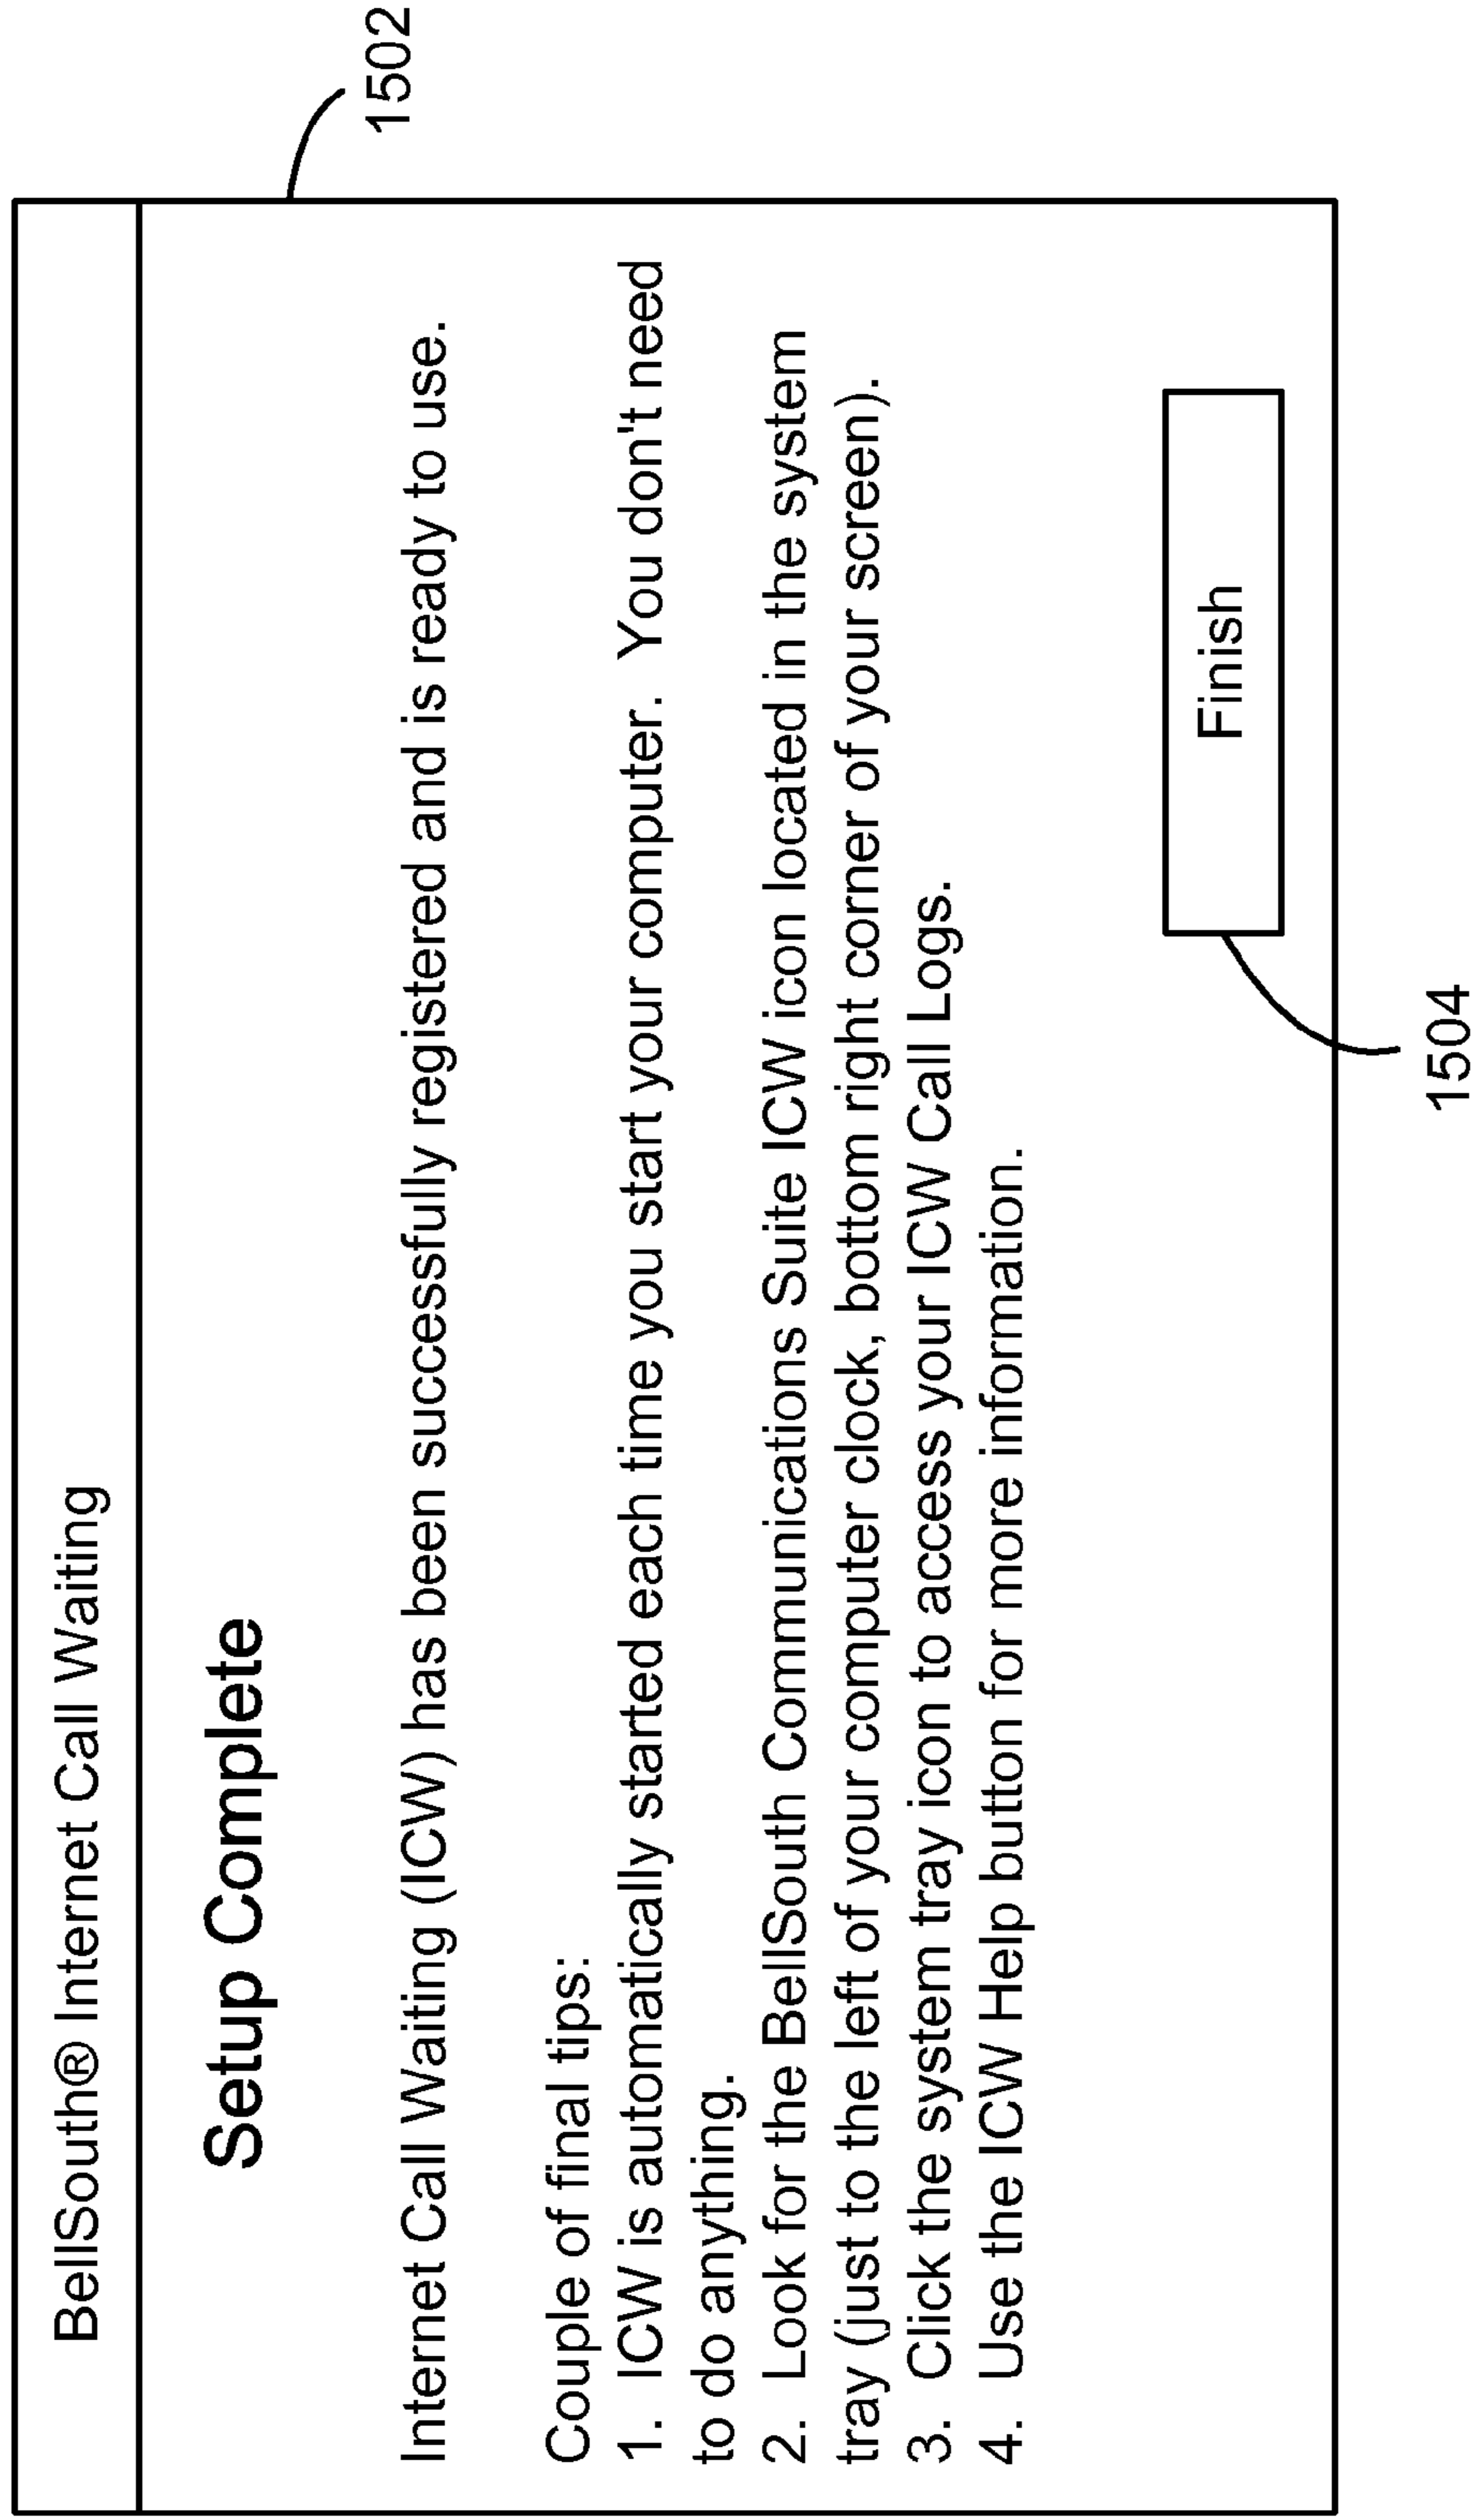 BellSouth® Internet Call Waiting
Setup Complete
1502
Internet Call Waiting (ICW) has been successfully registered and is ready to use.
Couple of final tips:
1. ICW is automatically started each time you start your computer. You don't need
to do anything.
2. Look for the BellSouth Communications Suite ICW icon located in the system
tray (just to the left of your computer clock, bottom right corner of your screen).
3. Click the system tray icon to access your ICW Call Logs.
4. Use the ICW Help button for more information.
Finish
1504